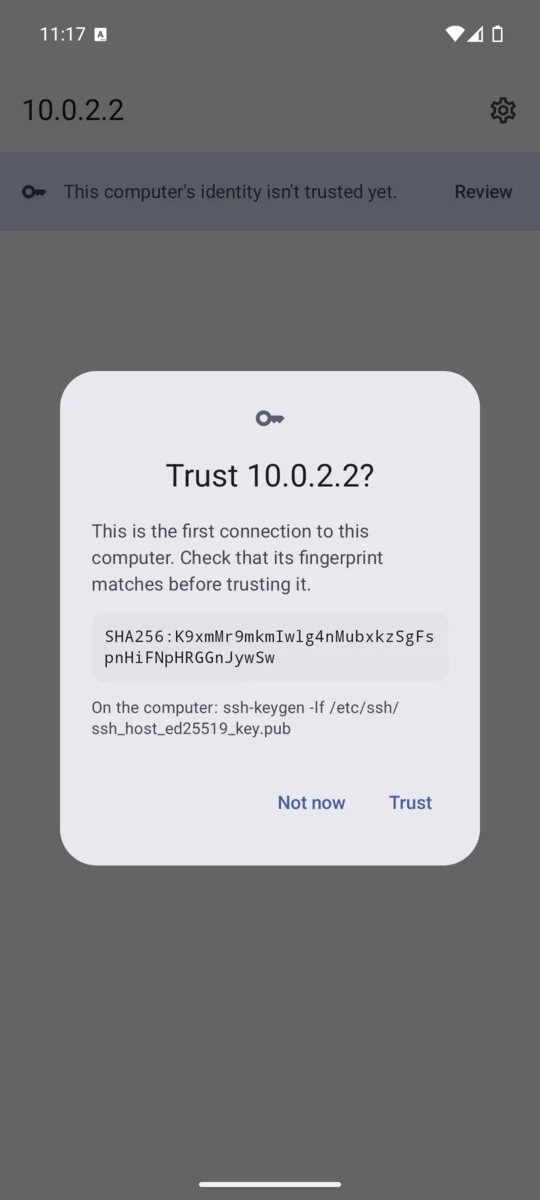 11:17 A
10.0.2.2
This computer's identity isn't trusted yet. Review
Trust 10.0.2.2?
This is the first connection to this
computer. Check that its fingerprint
matches before trusting it.
SHA256:K9xmMr9mkmIwlg4nMubxkzSgFs
pnHiFNpHRGGnJywSw
On the computer: ssh-keygen -lf /etc/ssh/
ssh_host_ed25519_key.pub
Not now Trust